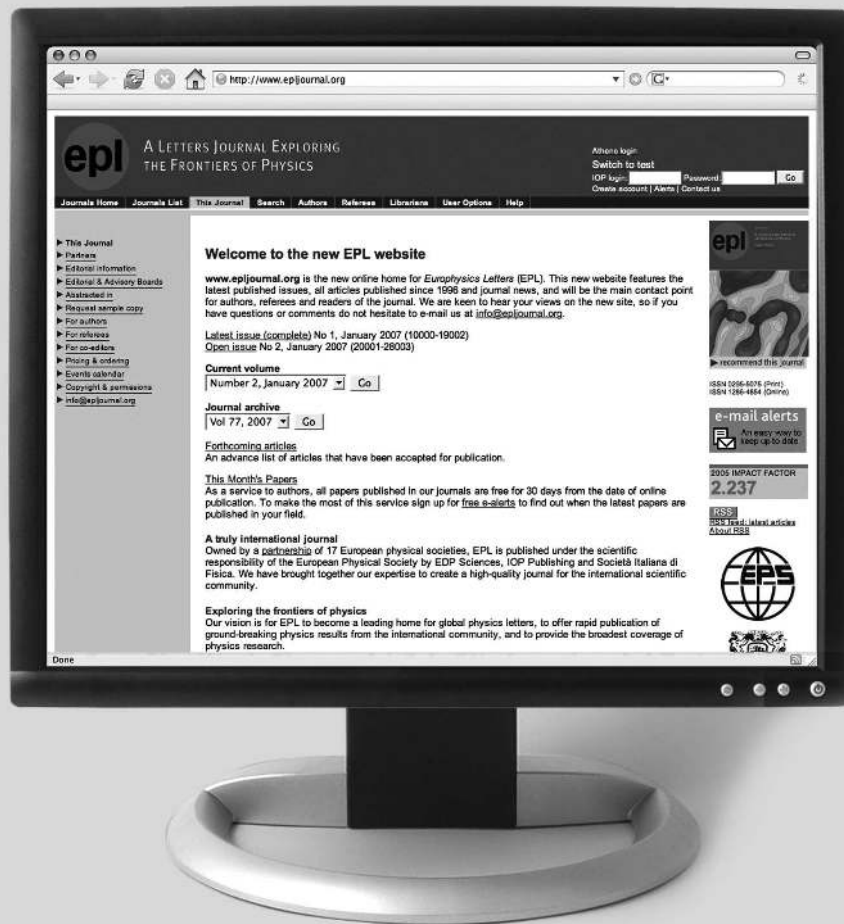 http://www.epljournal.org
epl
A LETTERS JOURNAL EXPLORING
THE FRONTIERS OF PHYSICS
Athens login
Switch to test
IOP login: Password: Go
Create account | Alerts | Contact us
Journals Home Journals List This Journal Search Authors Referees Librarians User Options Help
This Journal
Partners
Editorial information
Editorial & Advisory Boards
Abstracted in
Request sample copy
For authors
For referees
For co-editors
Pricing & ordering
Events calendar
Copyright & permissions
info@epljournal.org
Welcome to the new EPL website
www.epljournal.org is the new online home for Europhysics Letters (EPL). This new website features the
latest published issues, all articles published since 1996 and journal news, and will be the main contact point
for authors, referees and readers of the journal. We are keen to hear your views on the new site, so if you
have questions or comments do not hesitate to e-mail us at info@epljournal.org.
Latest issue (complete) No 1, January 2007 (10000-19002)
Open issue No 2, January 2007 (20001-28003)
Current volume
Number 2, January 2007 Go
Journal archive
Vol 77, 2007 Go
Forthcoming articles
An advance list of articles that have been accepted for publication.
This Month's Papers
As a service to authors, all papers published in our journals are free for 30 days from the date of online
publication. To make the most of this service sign up for free e-alerts to find out when the latest papers are
published in your field.
A truly international journal
Owned by a partnership of 17 European physical societies, EPL is published under the scientific
responsibility of the European Physical Society by EDP Sciences, IOP Publishing and Società Italiana di
Fisica. We have brought together our expertise to create a high-quality journal for the international scientific
community.
Exploring the frontiers of physics
Our vision is for EPL to become a leading home for global physics letters, to offer rapid publication of
ground-breaking physics results from the international community, and to provide the broadest coverage of
physics research.
epl
recommend this journal
ISSN 0295-5075 (Print)
ISSN 1286-4854 (Online)
e-mail alerts
An easy way to
keep up to date
2005 IMPACT FACTOR
2.237
RSS
RSS feed: latest articles
About RSS
EPS
Done